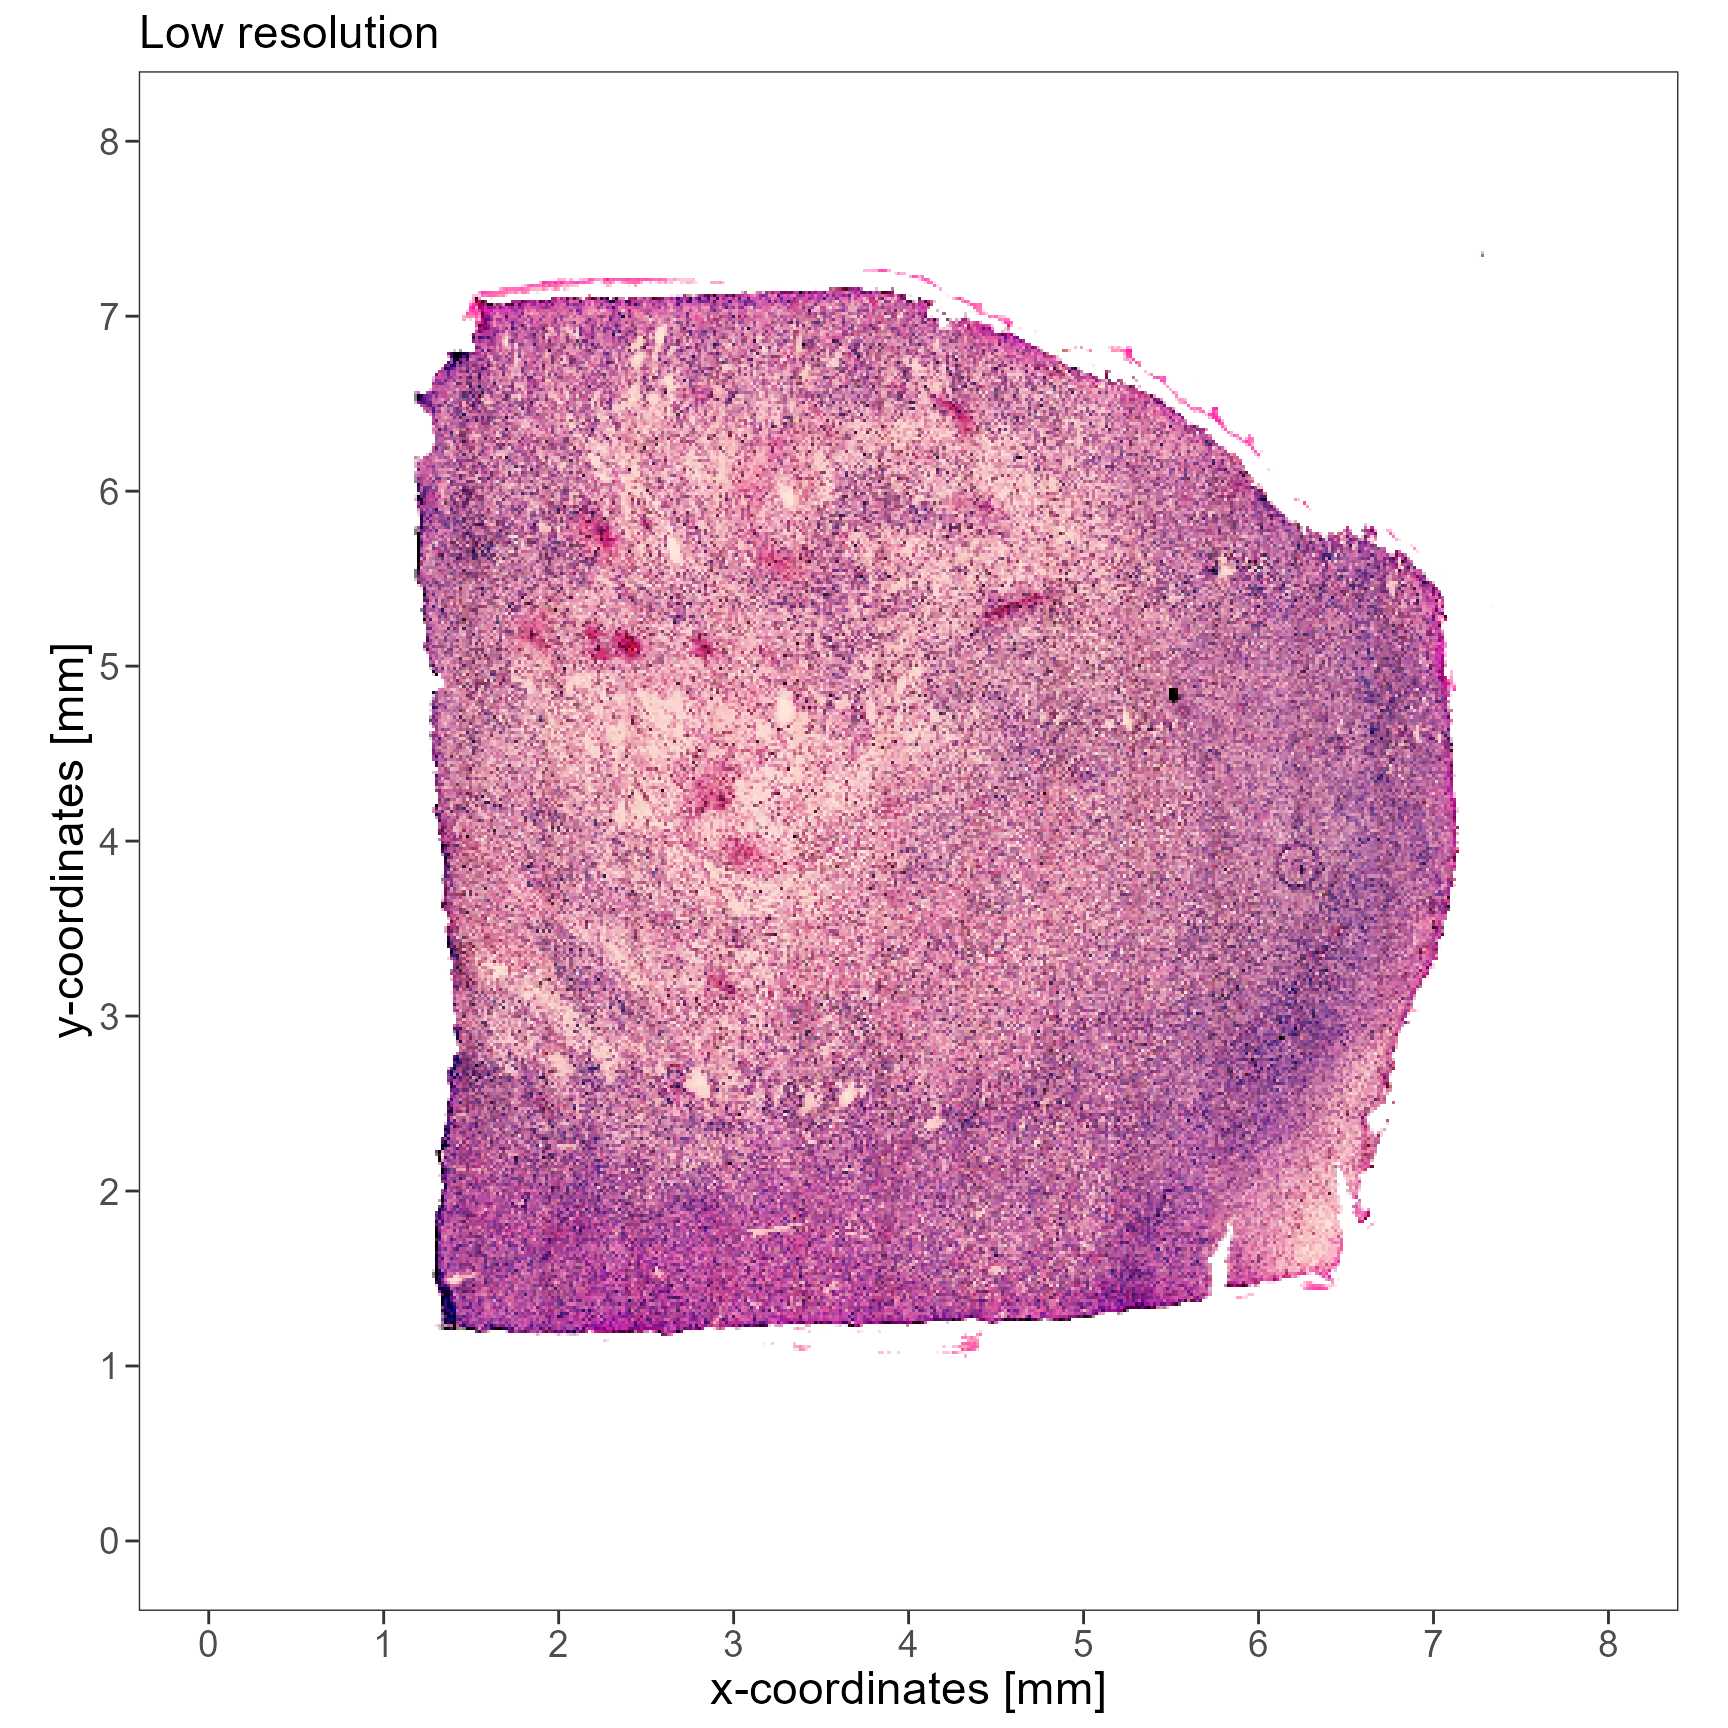 Low resolution
8
7
6
5
4
3
2
1
0
y-coordinates [mm]
0 1 2 3 4 5 6 7 8
x-coordinates [mm]